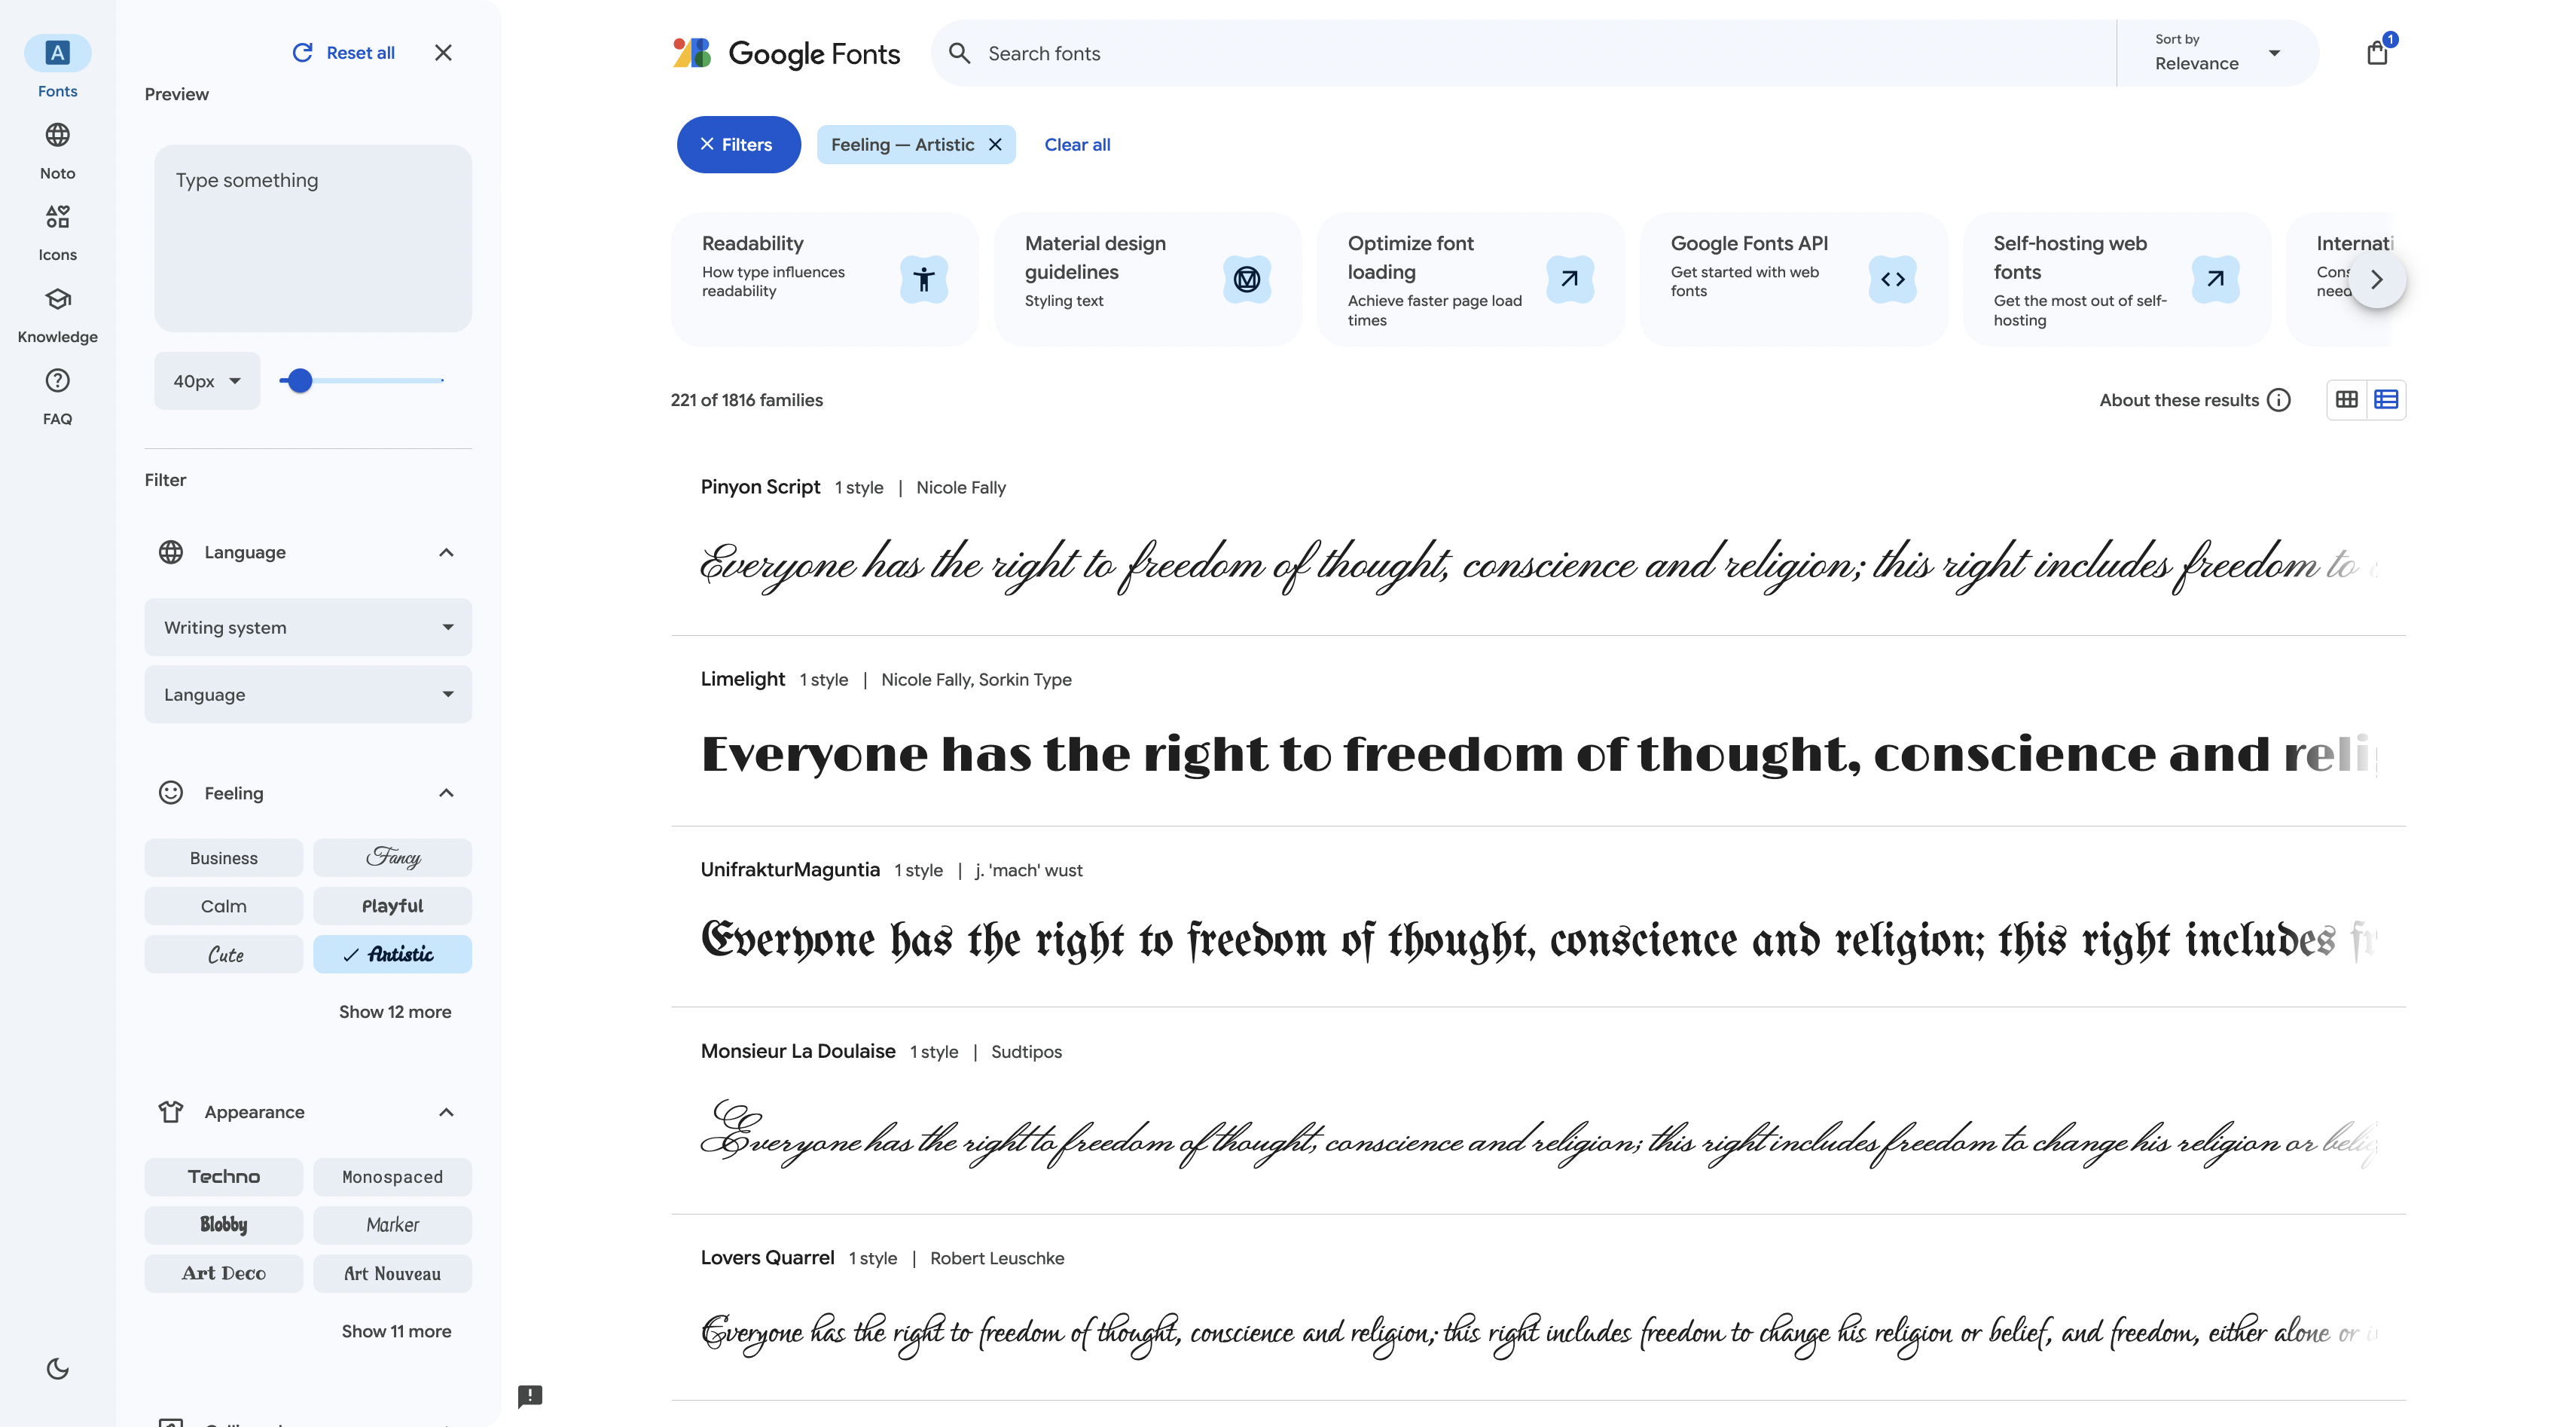 Fonts
Noto
Icons
Knowledge
FAQ
Reset all
Preview
Type something
40px
Filter
Language
Writing system
Language
Feeling
Business
Fancy
Calm
Playful
Cute
Artistic
Show 12 more
Appearance
Techno
Monospaced
Blobby
Marker
Art Deco
Art Nouveau
Show 11 more
Google Fonts
Search fonts
Sort by
Relevance
1
Filters
Feeling — Artistic
Clear all
Readability
How type influences
readability
Material design
guidelines
Styling text
Optimize font
loading
Achieve faster page load
times
Google Fonts API
Get started with web
fonts
Self-hosting web
fonts
Get the most out of self-
hosting
Internati
Cons
need
221 of 1816 families
About these results
Pinyon Script 1 style | Nicole Fally
Everyone has the right to freedom of thought, conscience and religion; this right includes freedom to
Limelight 1 style | Nicole Fally, Sorkin Type
Everyone has the right to freedom of thought, conscience and reli
UnifrakturMaguntia 1 style | j. 'mach' wust
Everyone has the right to freedom of thought, conscience and religion; this right includes fr
Monsieur La Doulaise 1 style | Sudtipos
Everyone has the right to freedom of thought, conscience and religion; this right includes freedom to change his religion or belie
Lovers Quarrel 1 style | Robert Leuschke
Everyone has the right to freedom of thought, conscience and religion; this right includes freedom to change his religion or belief, and freedom, either alone or